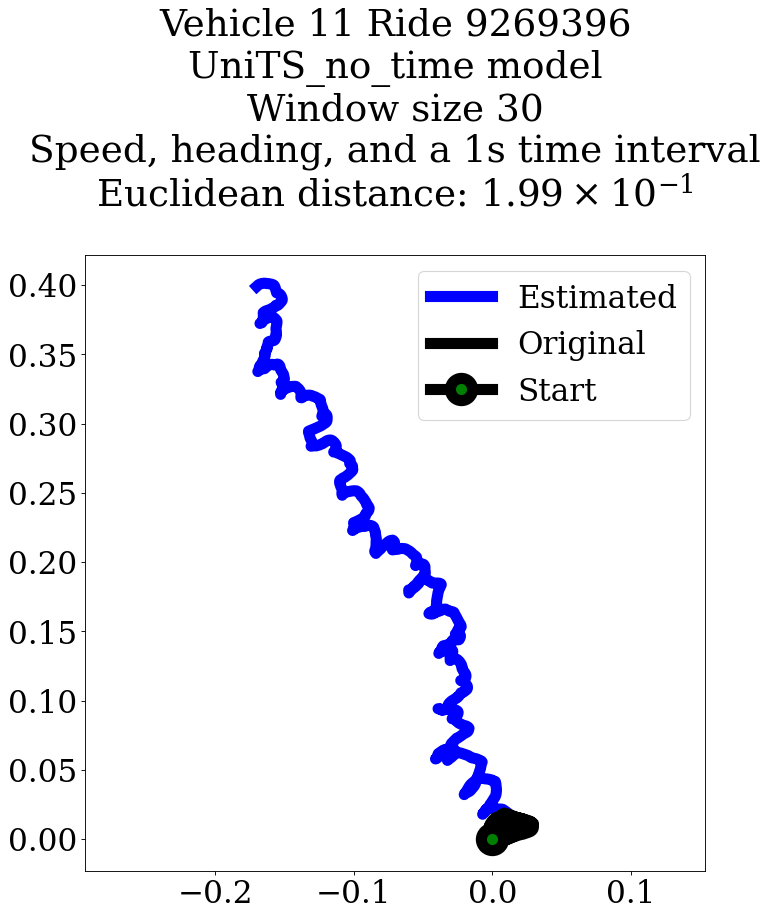 Vehicle 11 Ride 9269396
UniTS_no_time model
Window size 30
Speed, heading, and a 1s time interval
Euclidean distance: 1.99 × 10⁻¹
Estimated
Original
Start
0.40
0.35
0.30
0.25
0.20
0.15
0.10
0.05
0.00
−0.2
−0.1
0.0
0.1